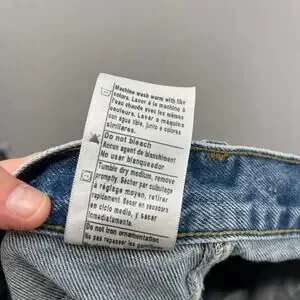 Machine wash warm with like
colors. Laver à la machine à
l'eau chaude avec les mêmes
couleurs. Lavar a máquina
con agua tibia, junto a colores
similares.
Do not bleach
Aucun agent de blanchiment
No usar blanqueador
Tumble dry medium, remove
promptly. Sécher par culbutage
à réglage moyen, retirer
rapidement. Secar en secadora
en ciclo medio, y sacar
inmediatamente.
Do not iron ornamentation
Ne pas repasser les garnitures